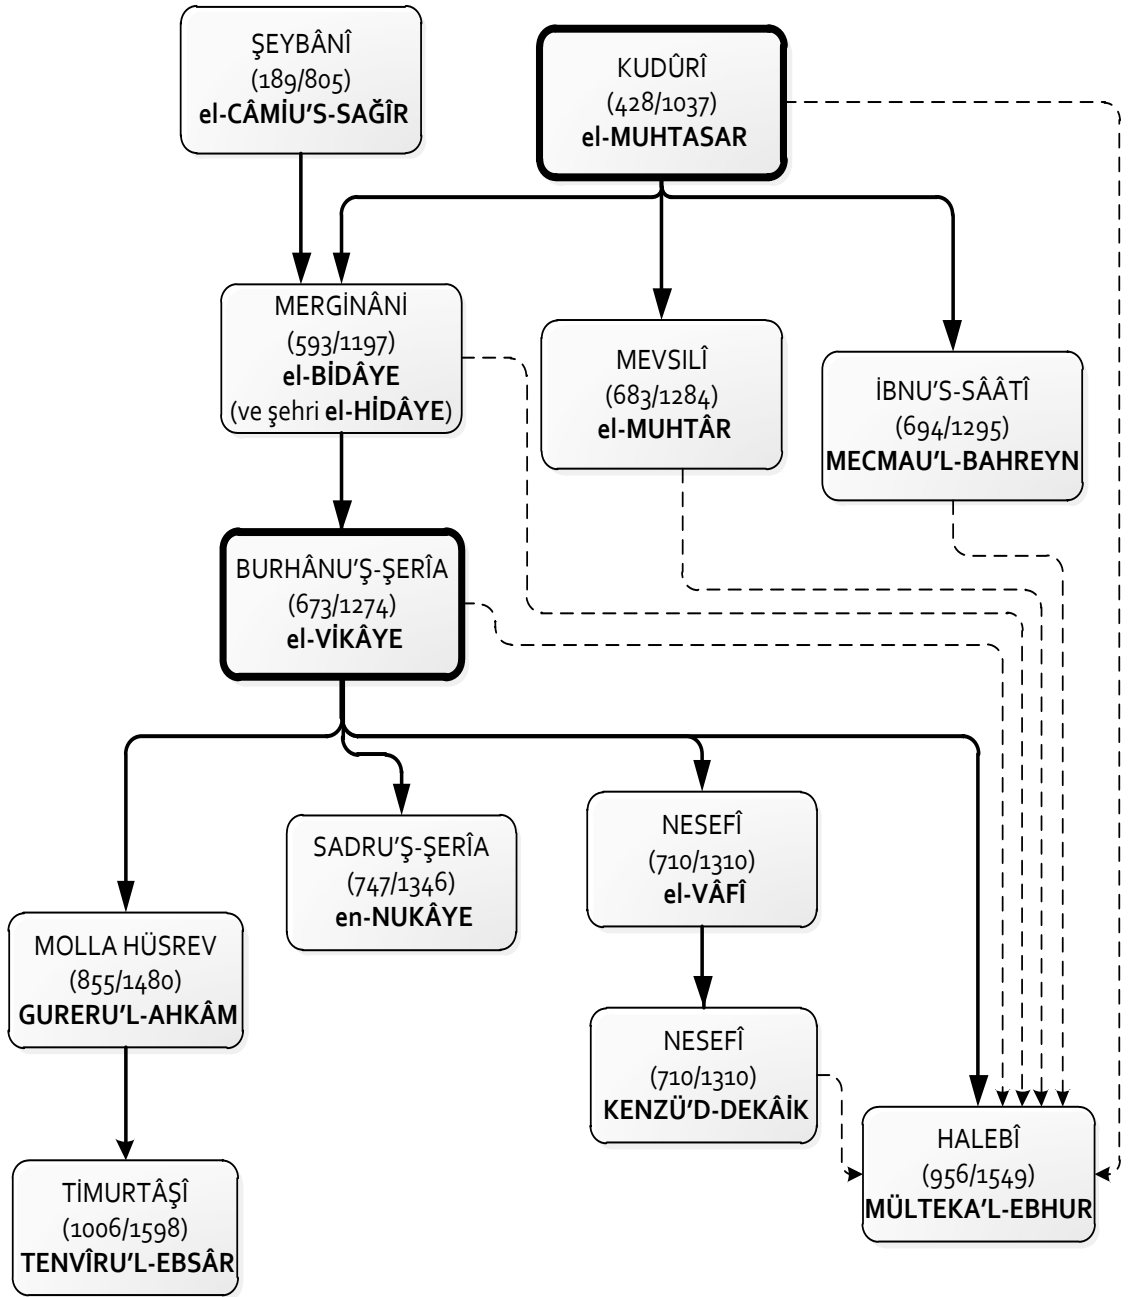 ŞEYBÂNÎ
(189/805)
el-CÂMİU'S-SAĞÎR
KUDÛRÎ
(428/1037)
el-MUHTASAR
MERGİNÂNİ
(593/1197)
el-BİDÂYE
(ve şehri el-HİDÂYE)
MEVSILÎ
(683/1284)
el-MUHTÂR
İBNU'S-SÂÂTÎ
(694/1295)
MECMAU'L-BAHREYN
BURHÂNU'Ş-ŞERÎA
(673/1274)
el-VİKÂYE
SADRU'Ş-ŞERÎA
(747/1346)
en-NUKÂYE
NESEFÎ
(710/1310)
el-VÂFÎ
MOLLA HÜSREV
(855/1480)
GURERU'L-AHKÂM
NESEFÎ
(710/1310)
KENZÜ'D-DEKÂİK
HALEBÎ
(956/1549)
MÜLTEKA'L-EBHUR
TİMURTÂŞÎ
(1006/1598)
TENVÎRU'L-EBSÂR